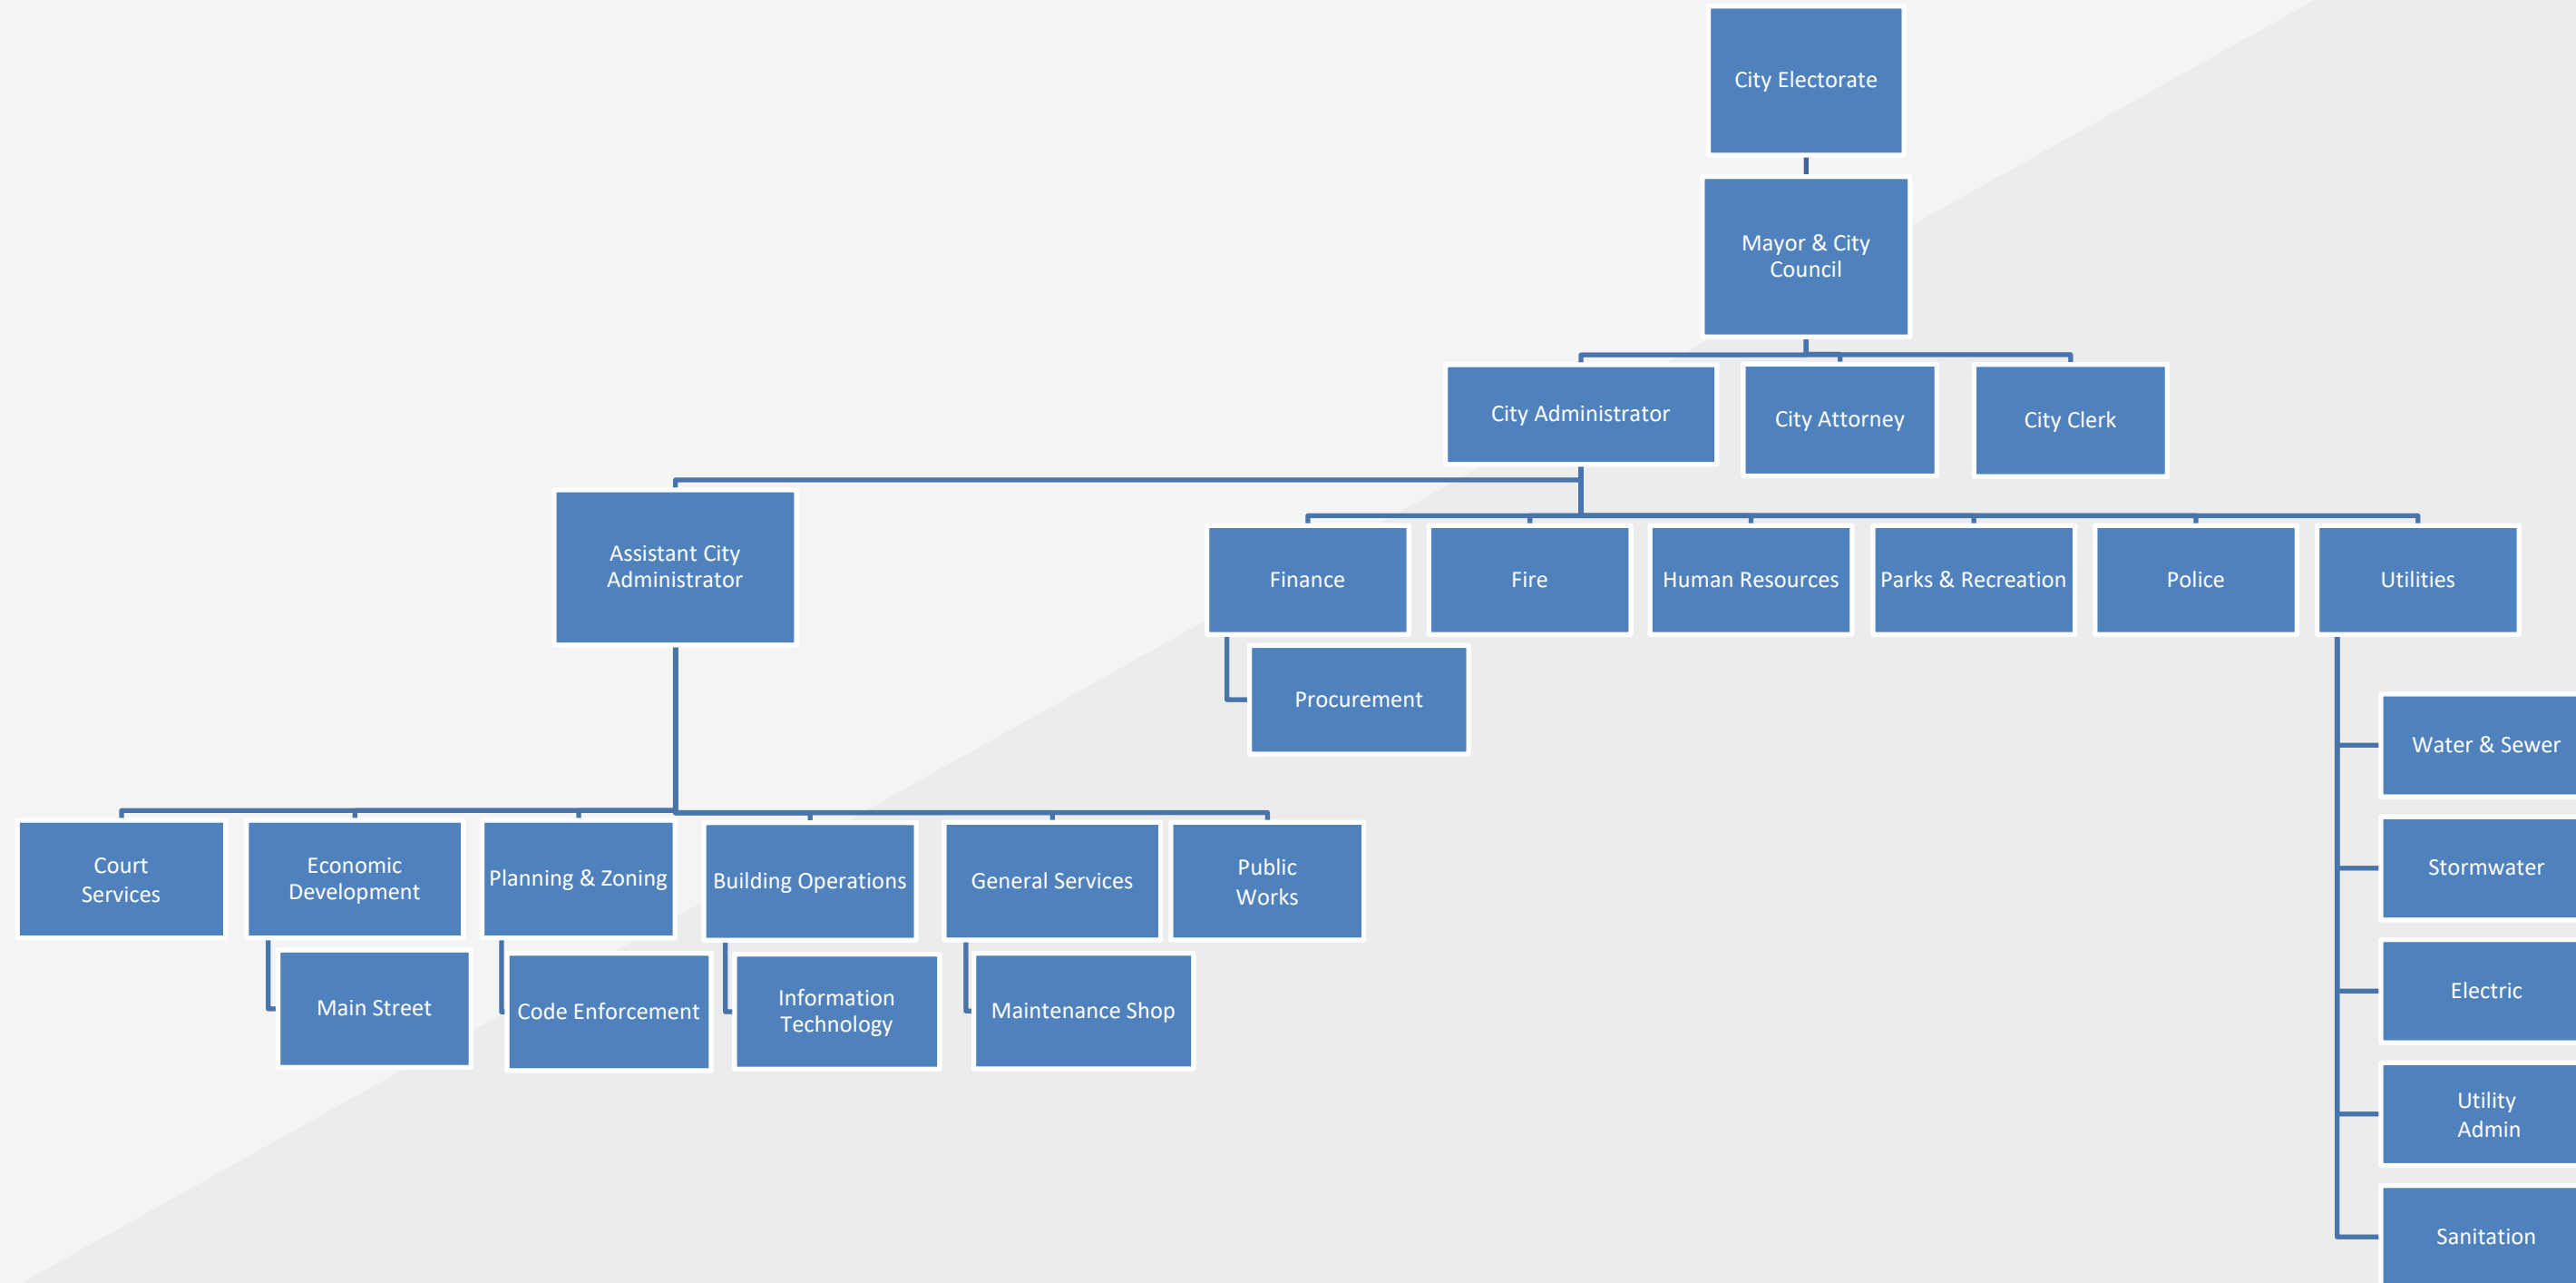 City Electorate
Mayor & City
Council
City Administrator
City Attorney
City Clerk
Assistant City
Administrator
Finance
Fire
Human Resources
Parks & Recreation
Police
Utilities
Procurement
Water & Sewer
Stormwater
Electric
Utility
Admin
Sanitation
Court
Services
Economic
Development
Planning & Zoning
Building Operations
General Services
Public
Works
Main Street
Code Enforcement
Information
Technology
Maintenance Shop